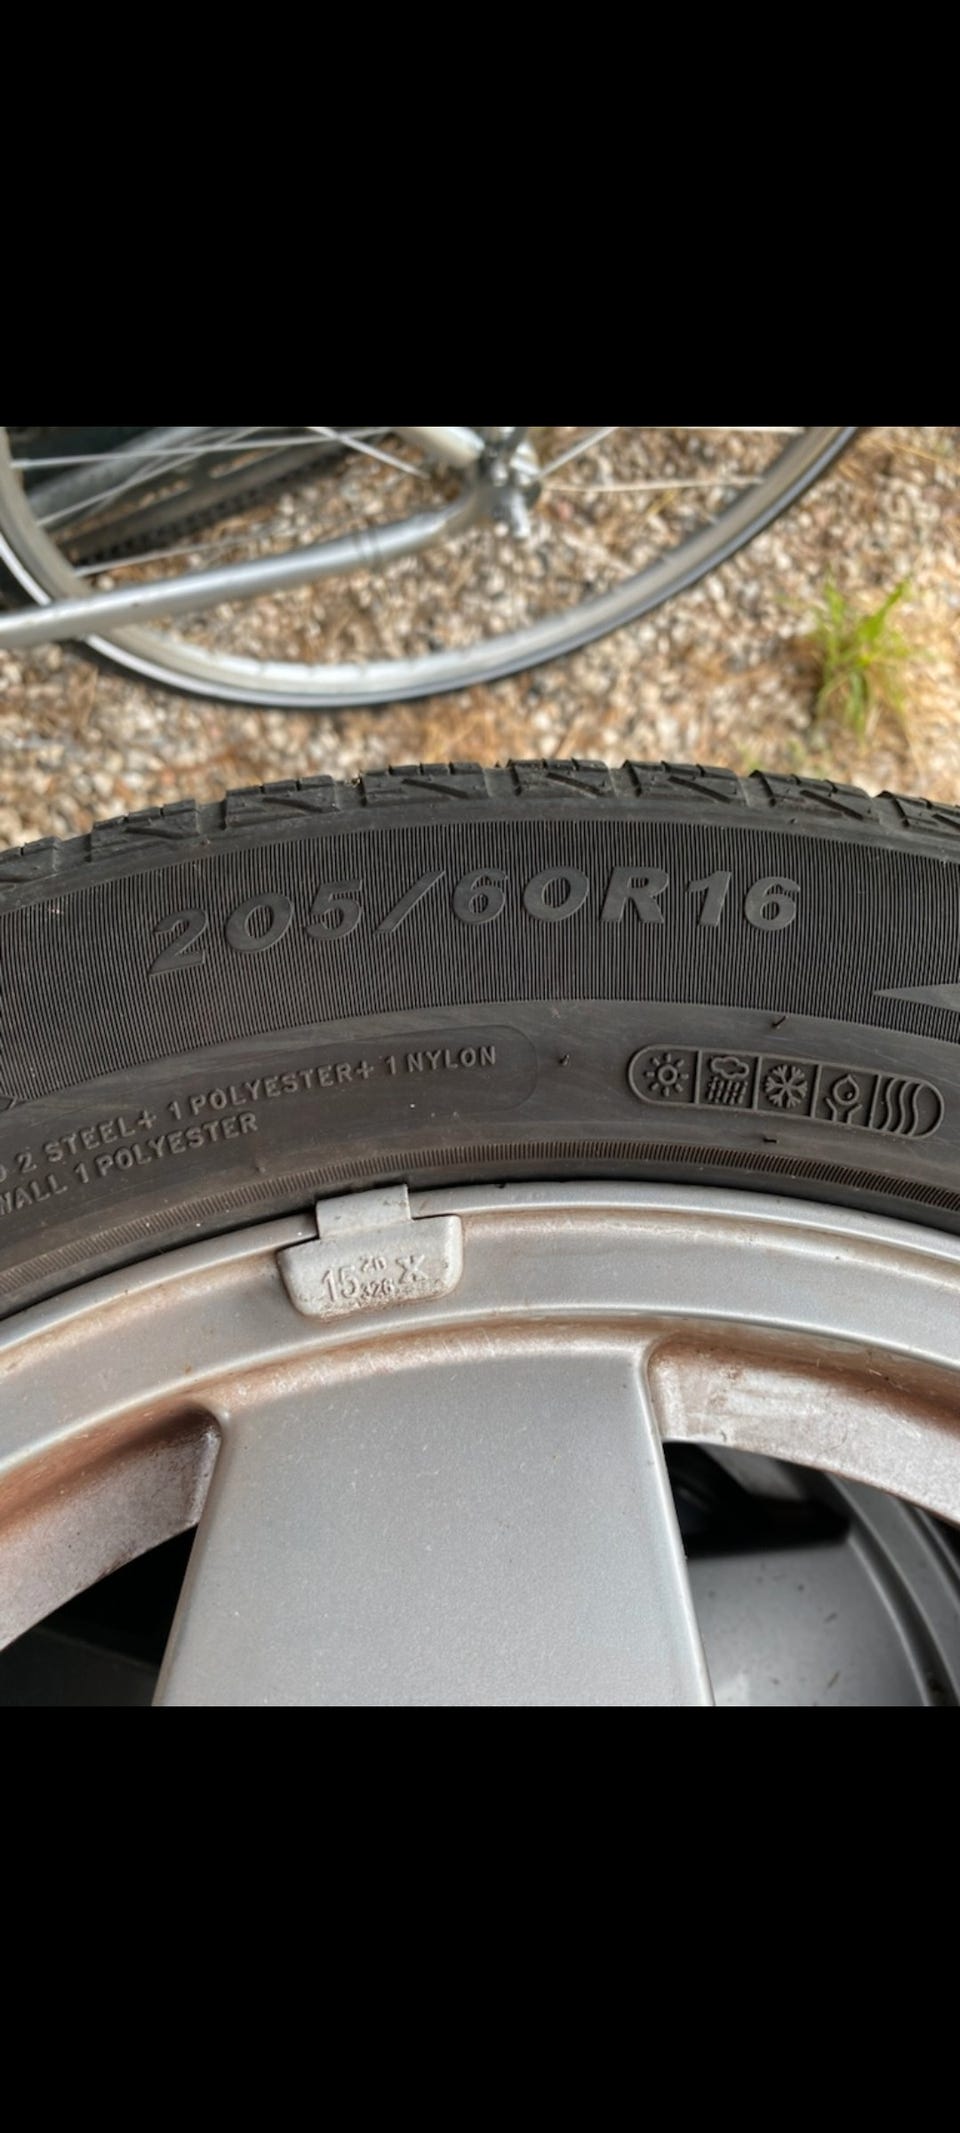 205/60R16
2 STEEL+ 1 POLYESTER+ 1 NYLON
WALL 1 POLYESTER
15